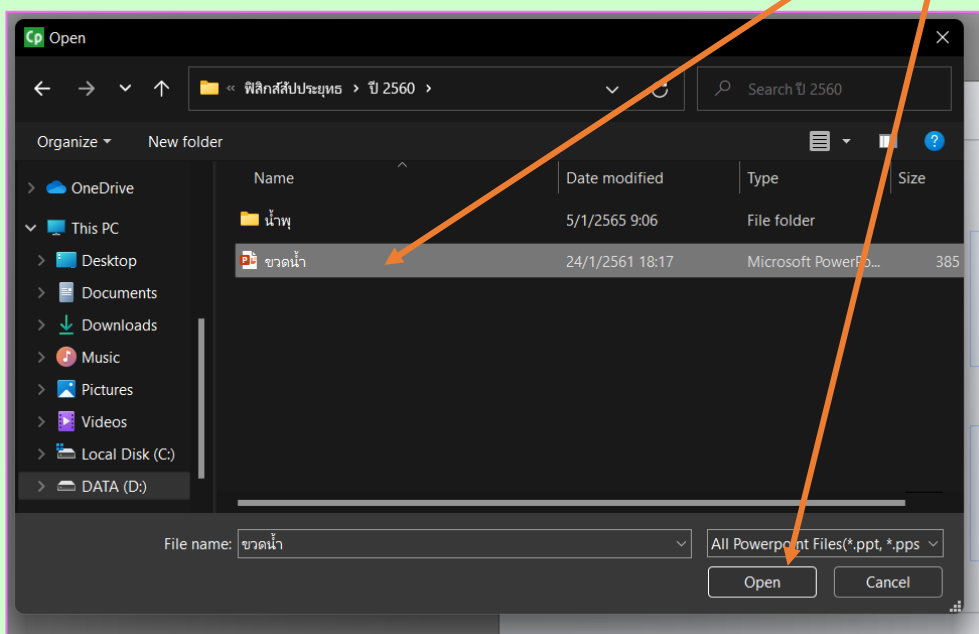 Cp Open
« ฟิสิกส์สัปประยุทธ › ปี 2560 ›
Search ปี 2560
Organize New folder
Name Date modified Type Size
OneDrive
This PC
Desktop
Documents
Downloads
Music
Pictures
Videos
Local Disk (C:)
DATA (D:)
น้ำพุ 5/1/2565 9:06 File folder
ขวดน้ำ 24/1/2561 18:17 Microsoft PowerPo... 385
File name: ขวดน้ำ All Powerpoint Files(*.ppt, *.pps
Open Cancel